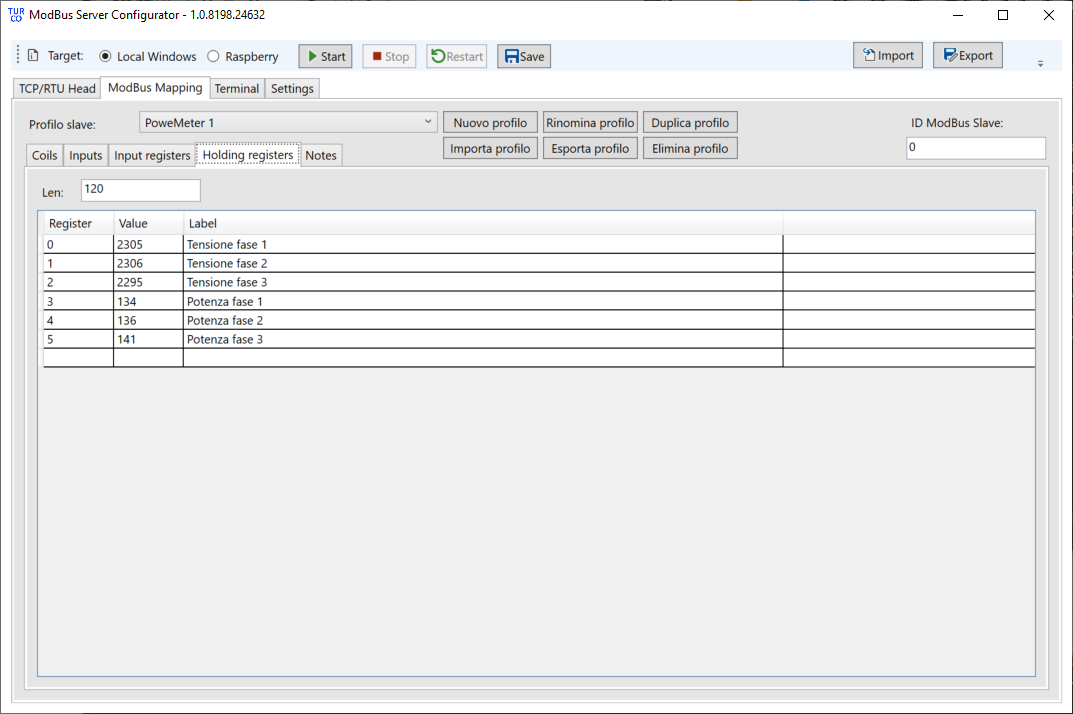 TUR
CO
ModBus Server Configurator - 1.0.8198.24632
Target: Local Windows Raspberry Start Stop Restart Save Import Export
TCP/RTU Head ModBus Mapping Terminal Settings
Profilo slave: PoweMeter 1 Nuovo profilo Rinomina profilo Duplica profilo ID ModBus Slave:
Importa profilo Esporta profilo Elimina profilo 0
Coils Inputs Input registers Holding registers Notes
Len: 120
Register Value Label
0 2305 Tensione fase 1
1 2306 Tensione fase 2
2 2295 Tensione fase 3
3 134 Potenza fase 1
4 136 Potenza fase 2
5 141 Potenza fase 3